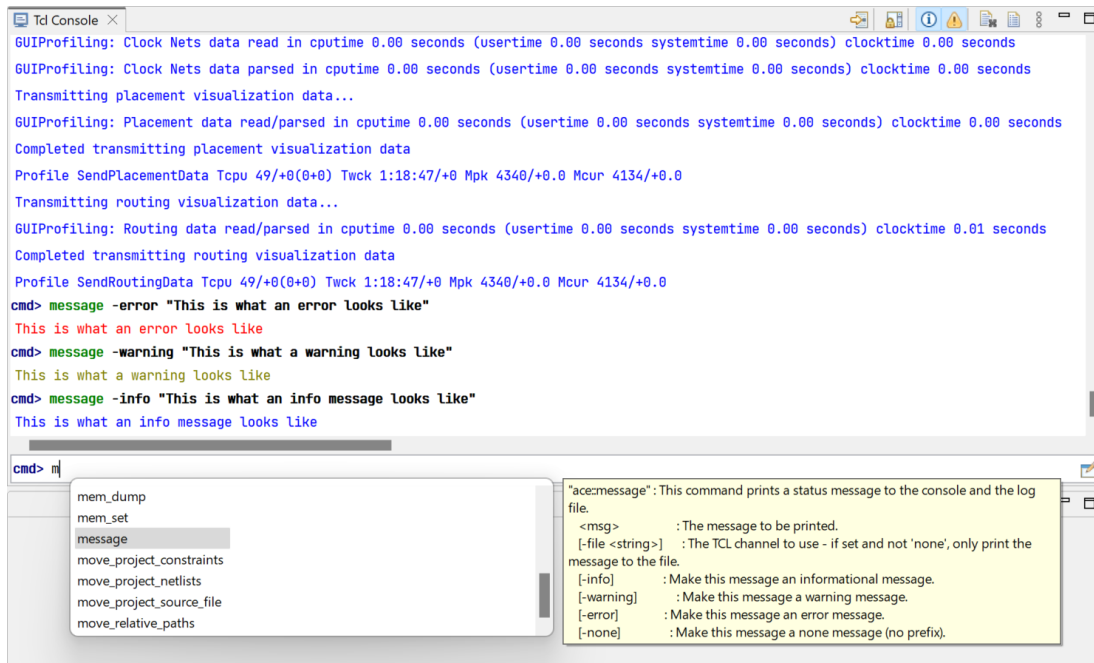 Tcl Console
GUIProfiling: Clock Nets data read in cputime 0.00 seconds (usertime 0.00 seconds systemtime 0.00 seconds) clocktime 0.00 seconds
GUIProfiling: Clock Nets data parsed in cputime 0.00 seconds (usertime 0.00 seconds systemtime 0.00 seconds) clocktime 0.00 seconds
Transmitting placement visualization data...
GUIProfiling: Placement data read/parsed in cputime 0.00 seconds (usertime 0.00 seconds systemtime 0.00 seconds) clocktime 0.00 seconds
Completed transmitting placement visualization data
Profile SendPlacementData Tcpu 49/+0(0+0) Twck 1:18:47/+0 Mpk 4340/+0.0 Mcur 4134/+0.0
Transmitting routing visualization data...
GUIProfiling: Routing data read/parsed in cputime 0.00 seconds (usertime 0.00 seconds systemtime 0.00 seconds) clocktime 0.01 seconds
Completed transmitting routing visualization data
Profile SendRoutingData Tcpu 49/+0(0+0) Twck 1:18:47/+0 Mpk 4340/+0.0 Mcur 4134/+0.0
cmd> message -error "This is what an error looks like"
This is what an error looks like
cmd> message -warning "This is what a warning looks like"
This is what a warning looks like
cmd> message -info "This is what an info message looks like"
This is what an info message looks like
cmd> m
mem_dump
mem_set
message
move_project_constraints
move_project_netlists
move_project_source_file
move_relative_paths
"ace::message" : This command prints a status message to the console and the log
file.
<msg> : The message to be printed.
[-file <string>] : The TCL channel to use - if set and not 'none', only print the
message to the file.
[-info] : Make this message an informational message.
[-warning] : Make this message a warning message.
[-error] : Make this message an error message.
[-none] : Make this message a none message (no prefix).